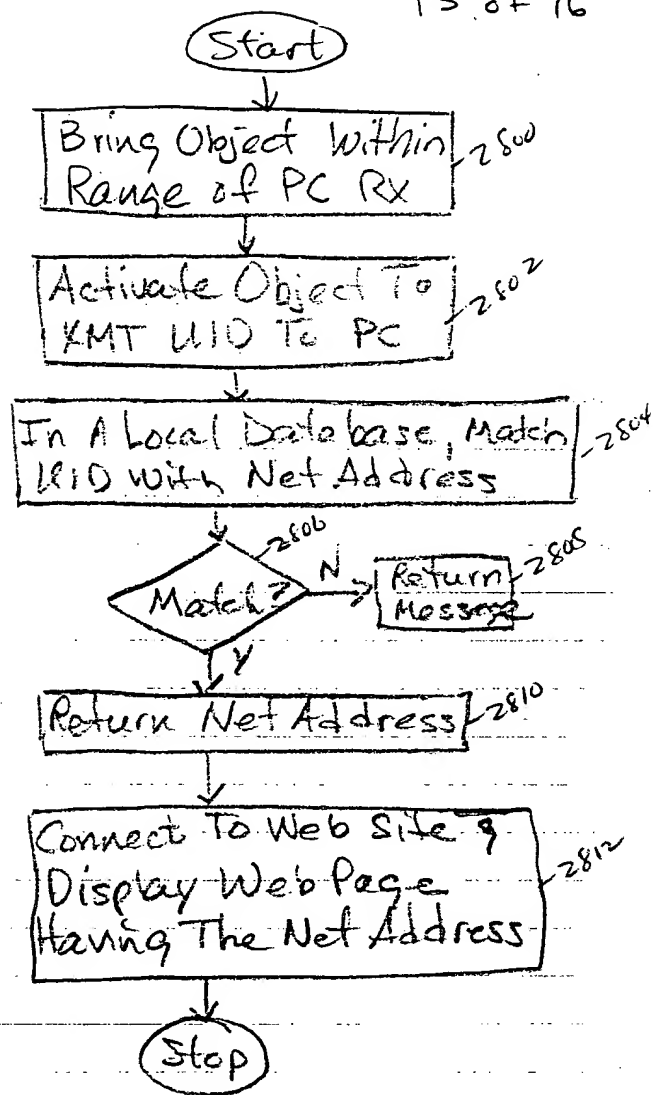 15 of 16
Start
Bring Object Within
Range of PC RX
2800
Activate Object To
XMT UID To PC
2802
In A Local Database, Match
UID With Net Address
2804
2806
Match?
N
Return
Message
2808
Y
Return Net Address
2810
Connect To Web Site &
Display Web Page
Having The Net Address
2812
Stop